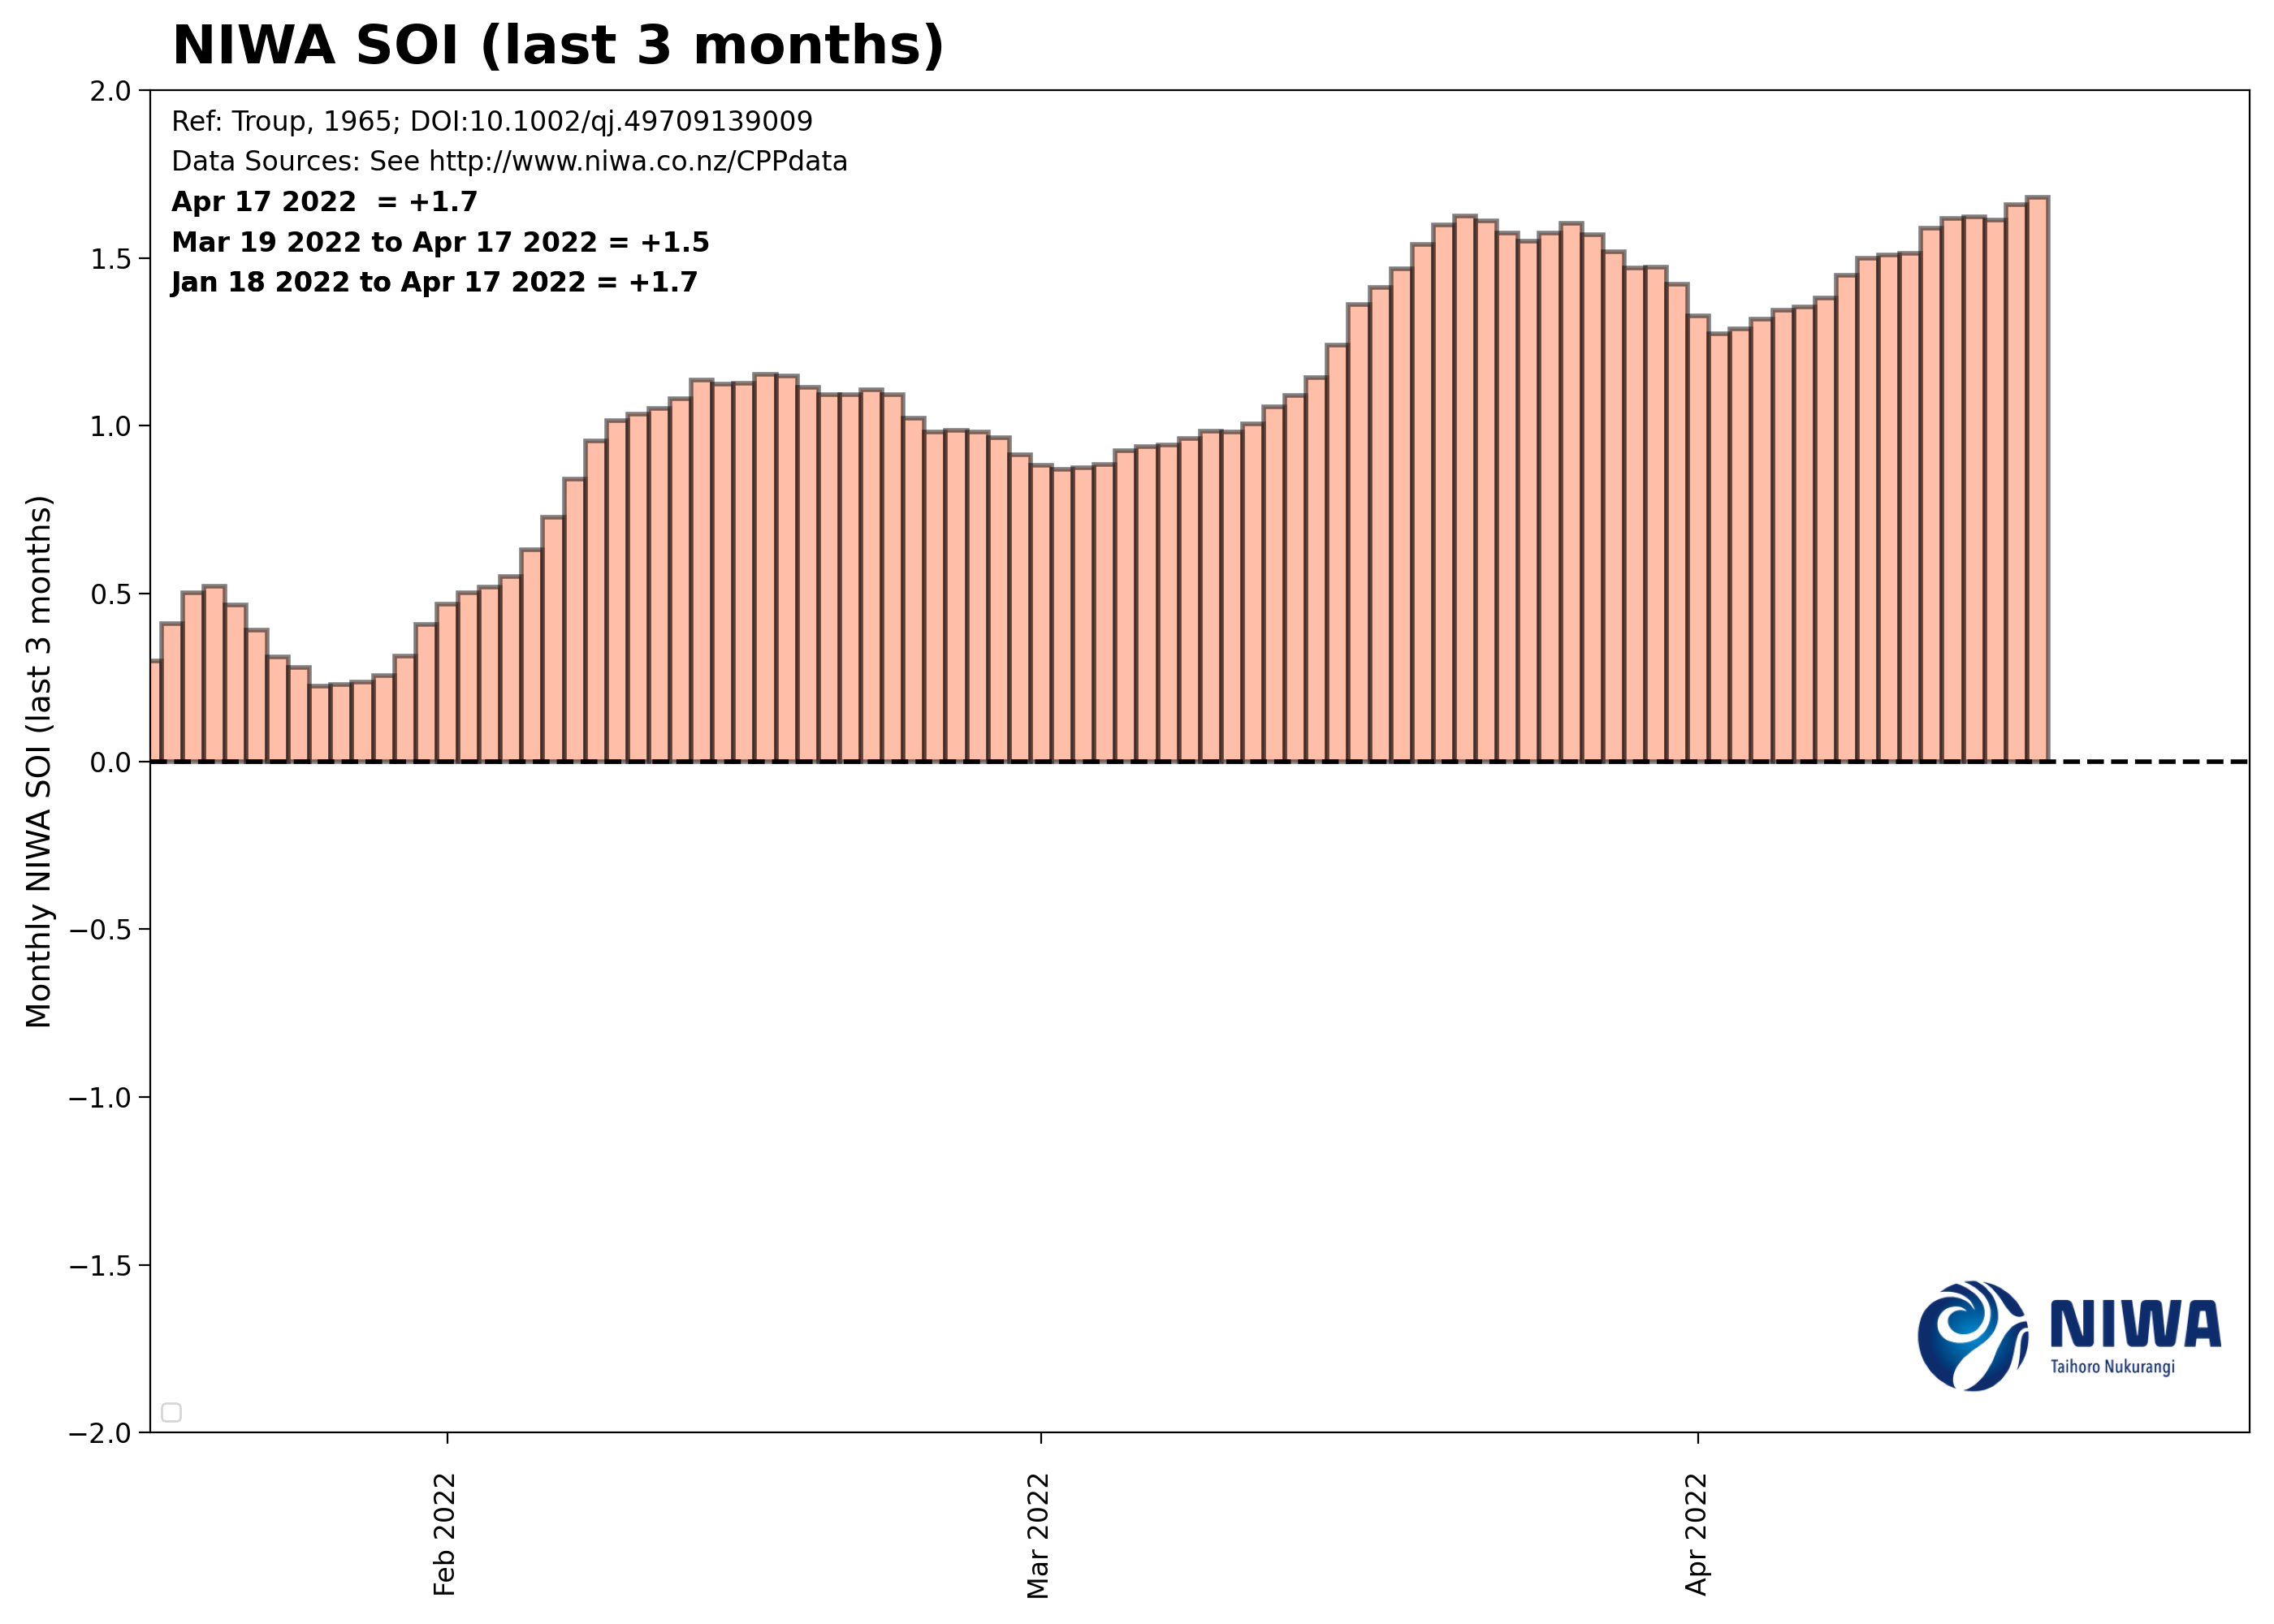 NIWA SOI (last 3 months)
2.0
Ref: Troup, 1965; DOI:10.1002/qj.49709139009
Data Sources: See http://www.niwa.co.nz/CPPdata
Apr 17 2022  = +1.7
Mar 19 2022 to Apr 17 2022 = +1.5
Jan 18 2022 to Apr 17 2022 = +1.7
1.5
1.0
0.5
0.0
−0.5
−1.0
−1.5
−2.0
Monthly NIWA SOI (last 3 months)
NIWA
Taihoro Nukurangi
Feb 2022
Mar 2022
Apr 2022